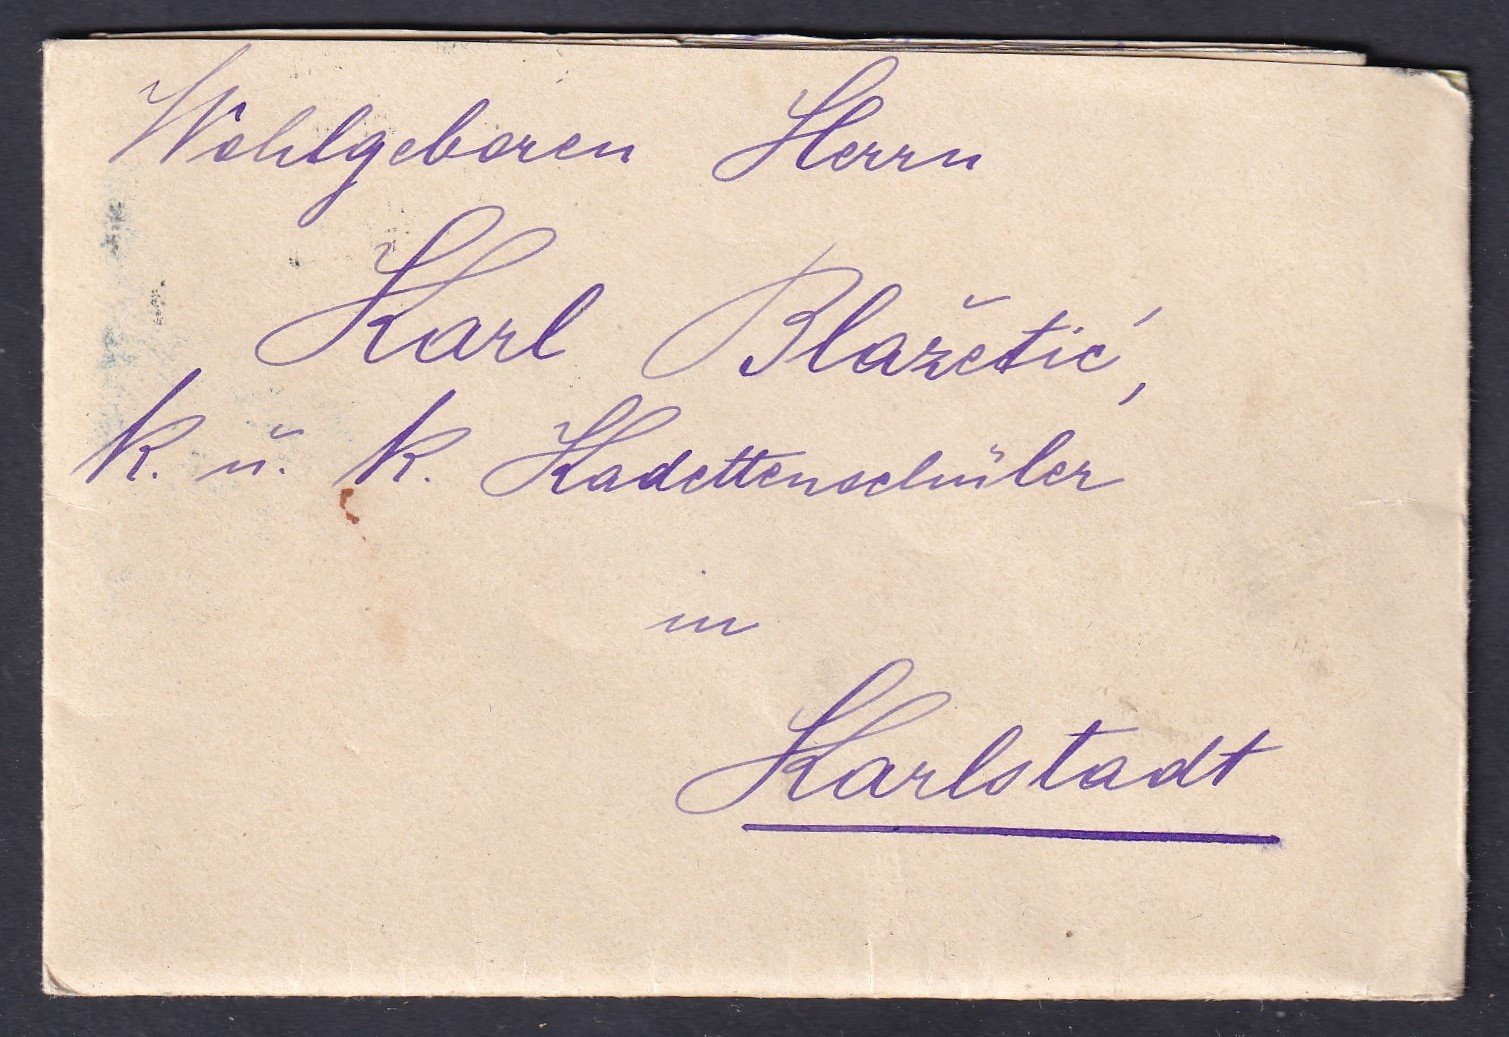 Wohlgeboren Herrn
Karl Blažetić,
k. u. k. Kadettenschüler
in
Karlstadt